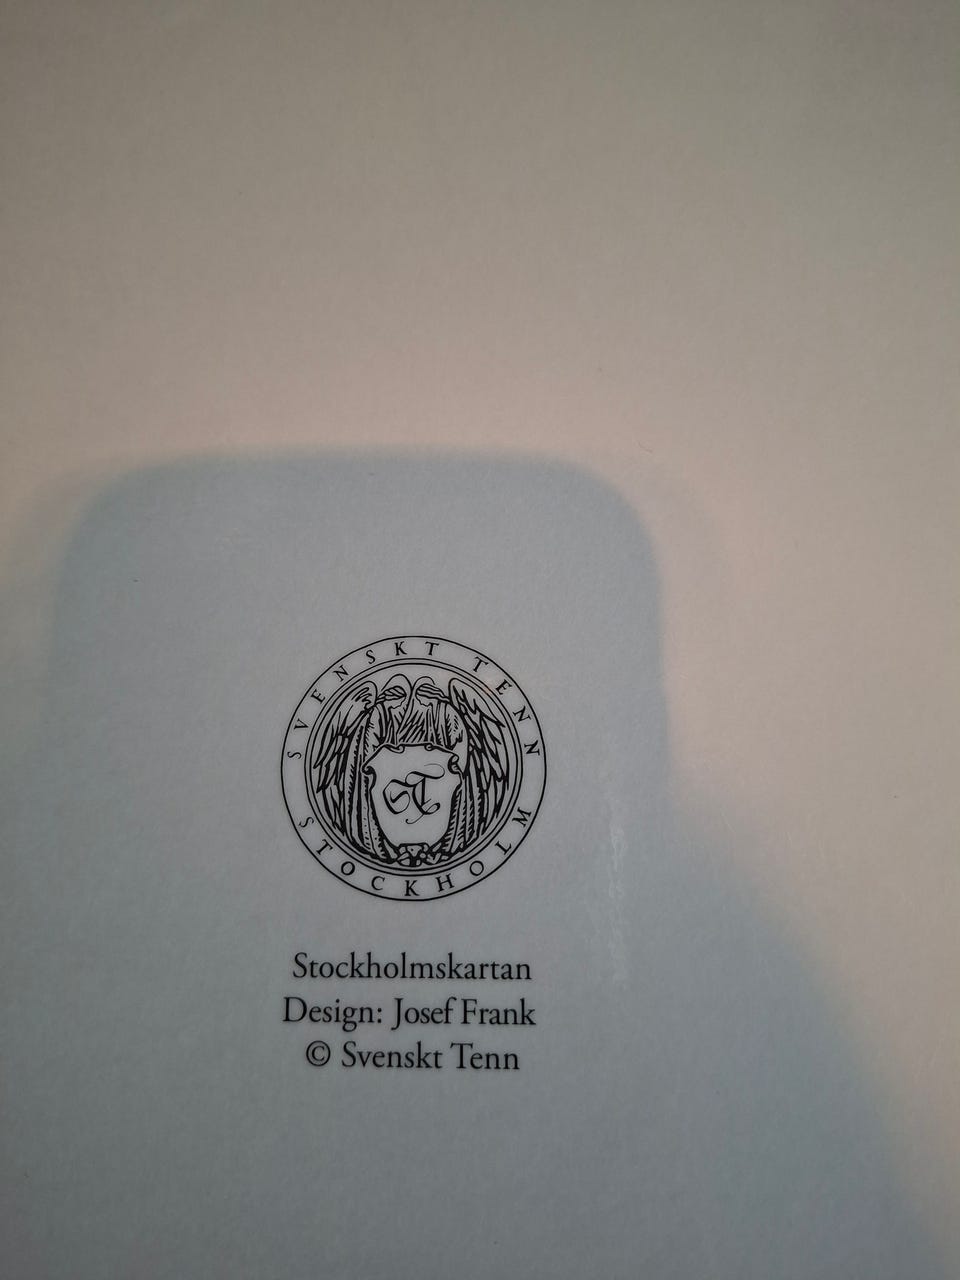 SVENSKT TENN
STOCKHOLM
ST
Stockholmskartan
Design: Josef Frank
© Svenskt Tenn